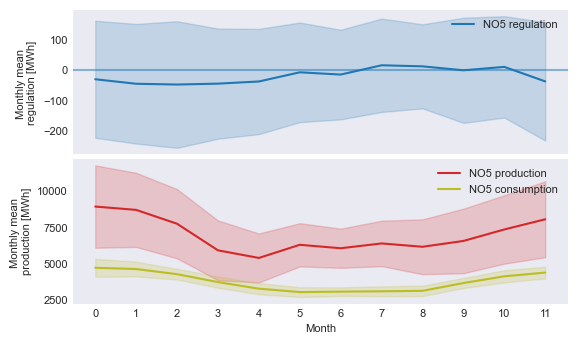 Monthly mean
regulation [MWh]
100
0
−100
−200
NO5 regulation
Monthly mean
production [MWh]
10000
7500
5000
2500
NO5 production
NO5 consumption
0 1 2 3 4 5 6 7 8 9 10 11
Month